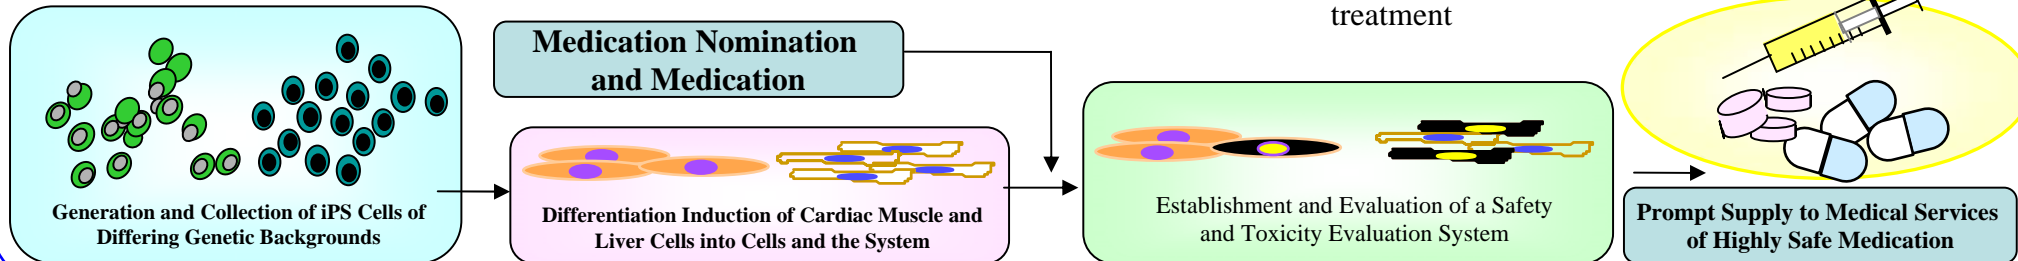 treatment
Medication Nomination
and Medication
Generation and Collection of iPS Cells of
Differing Genetic Backgrounds
Differentiation Induction of Cardiac Muscle and
Liver Cells into Cells and the System
Establishment and Evaluation of a Safety
and Toxicity Evaluation System
Prompt Supply to Medical Services
of Highly Safe Medication